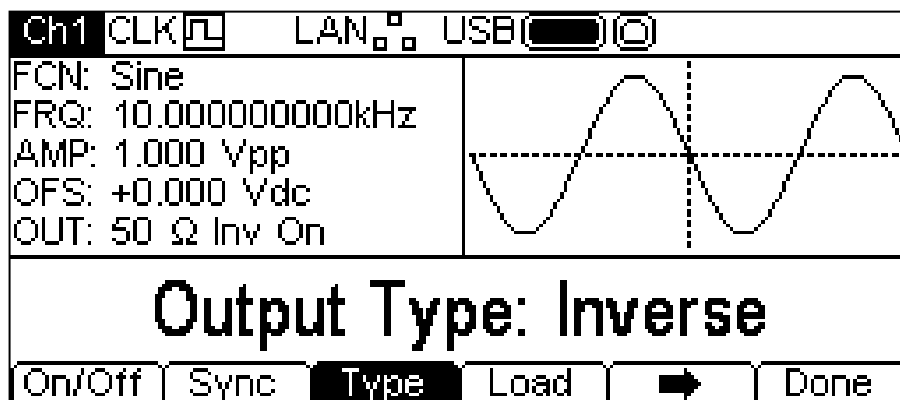 Ch1 CLK LAN USB
FCN: Sine
FRQ: 10.000000000kHz
AMP: 1.000 Vpp
OFS: +0.000 Vdc
OUT: 50 Ω Inv On
Output Type: Inverse
On/Off Sync Type Load Done